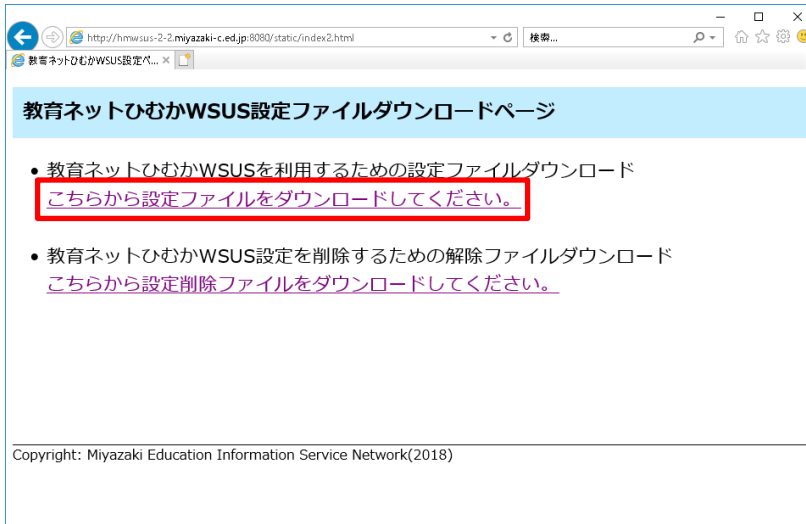 http://hmwsus-2-2.miyazaki-c.ed.jp:8080/static/index2.html
検索...
教育ネットひむかWSUS設定ペ...
教育ネットひむかWSUS設定ファイルダウンロードページ
• 教育ネットひむかWSUSを利用するための設定ファイルダウンロード
こちらから設定ファイルをダウンロードしてください。
• 教育ネットひむかWSUS設定を削除するための解除ファイルダウンロード
こちらから設定削除ファイルをダウンロードしてください。
Copyright: Miyazaki Education Information Service Network(2018)